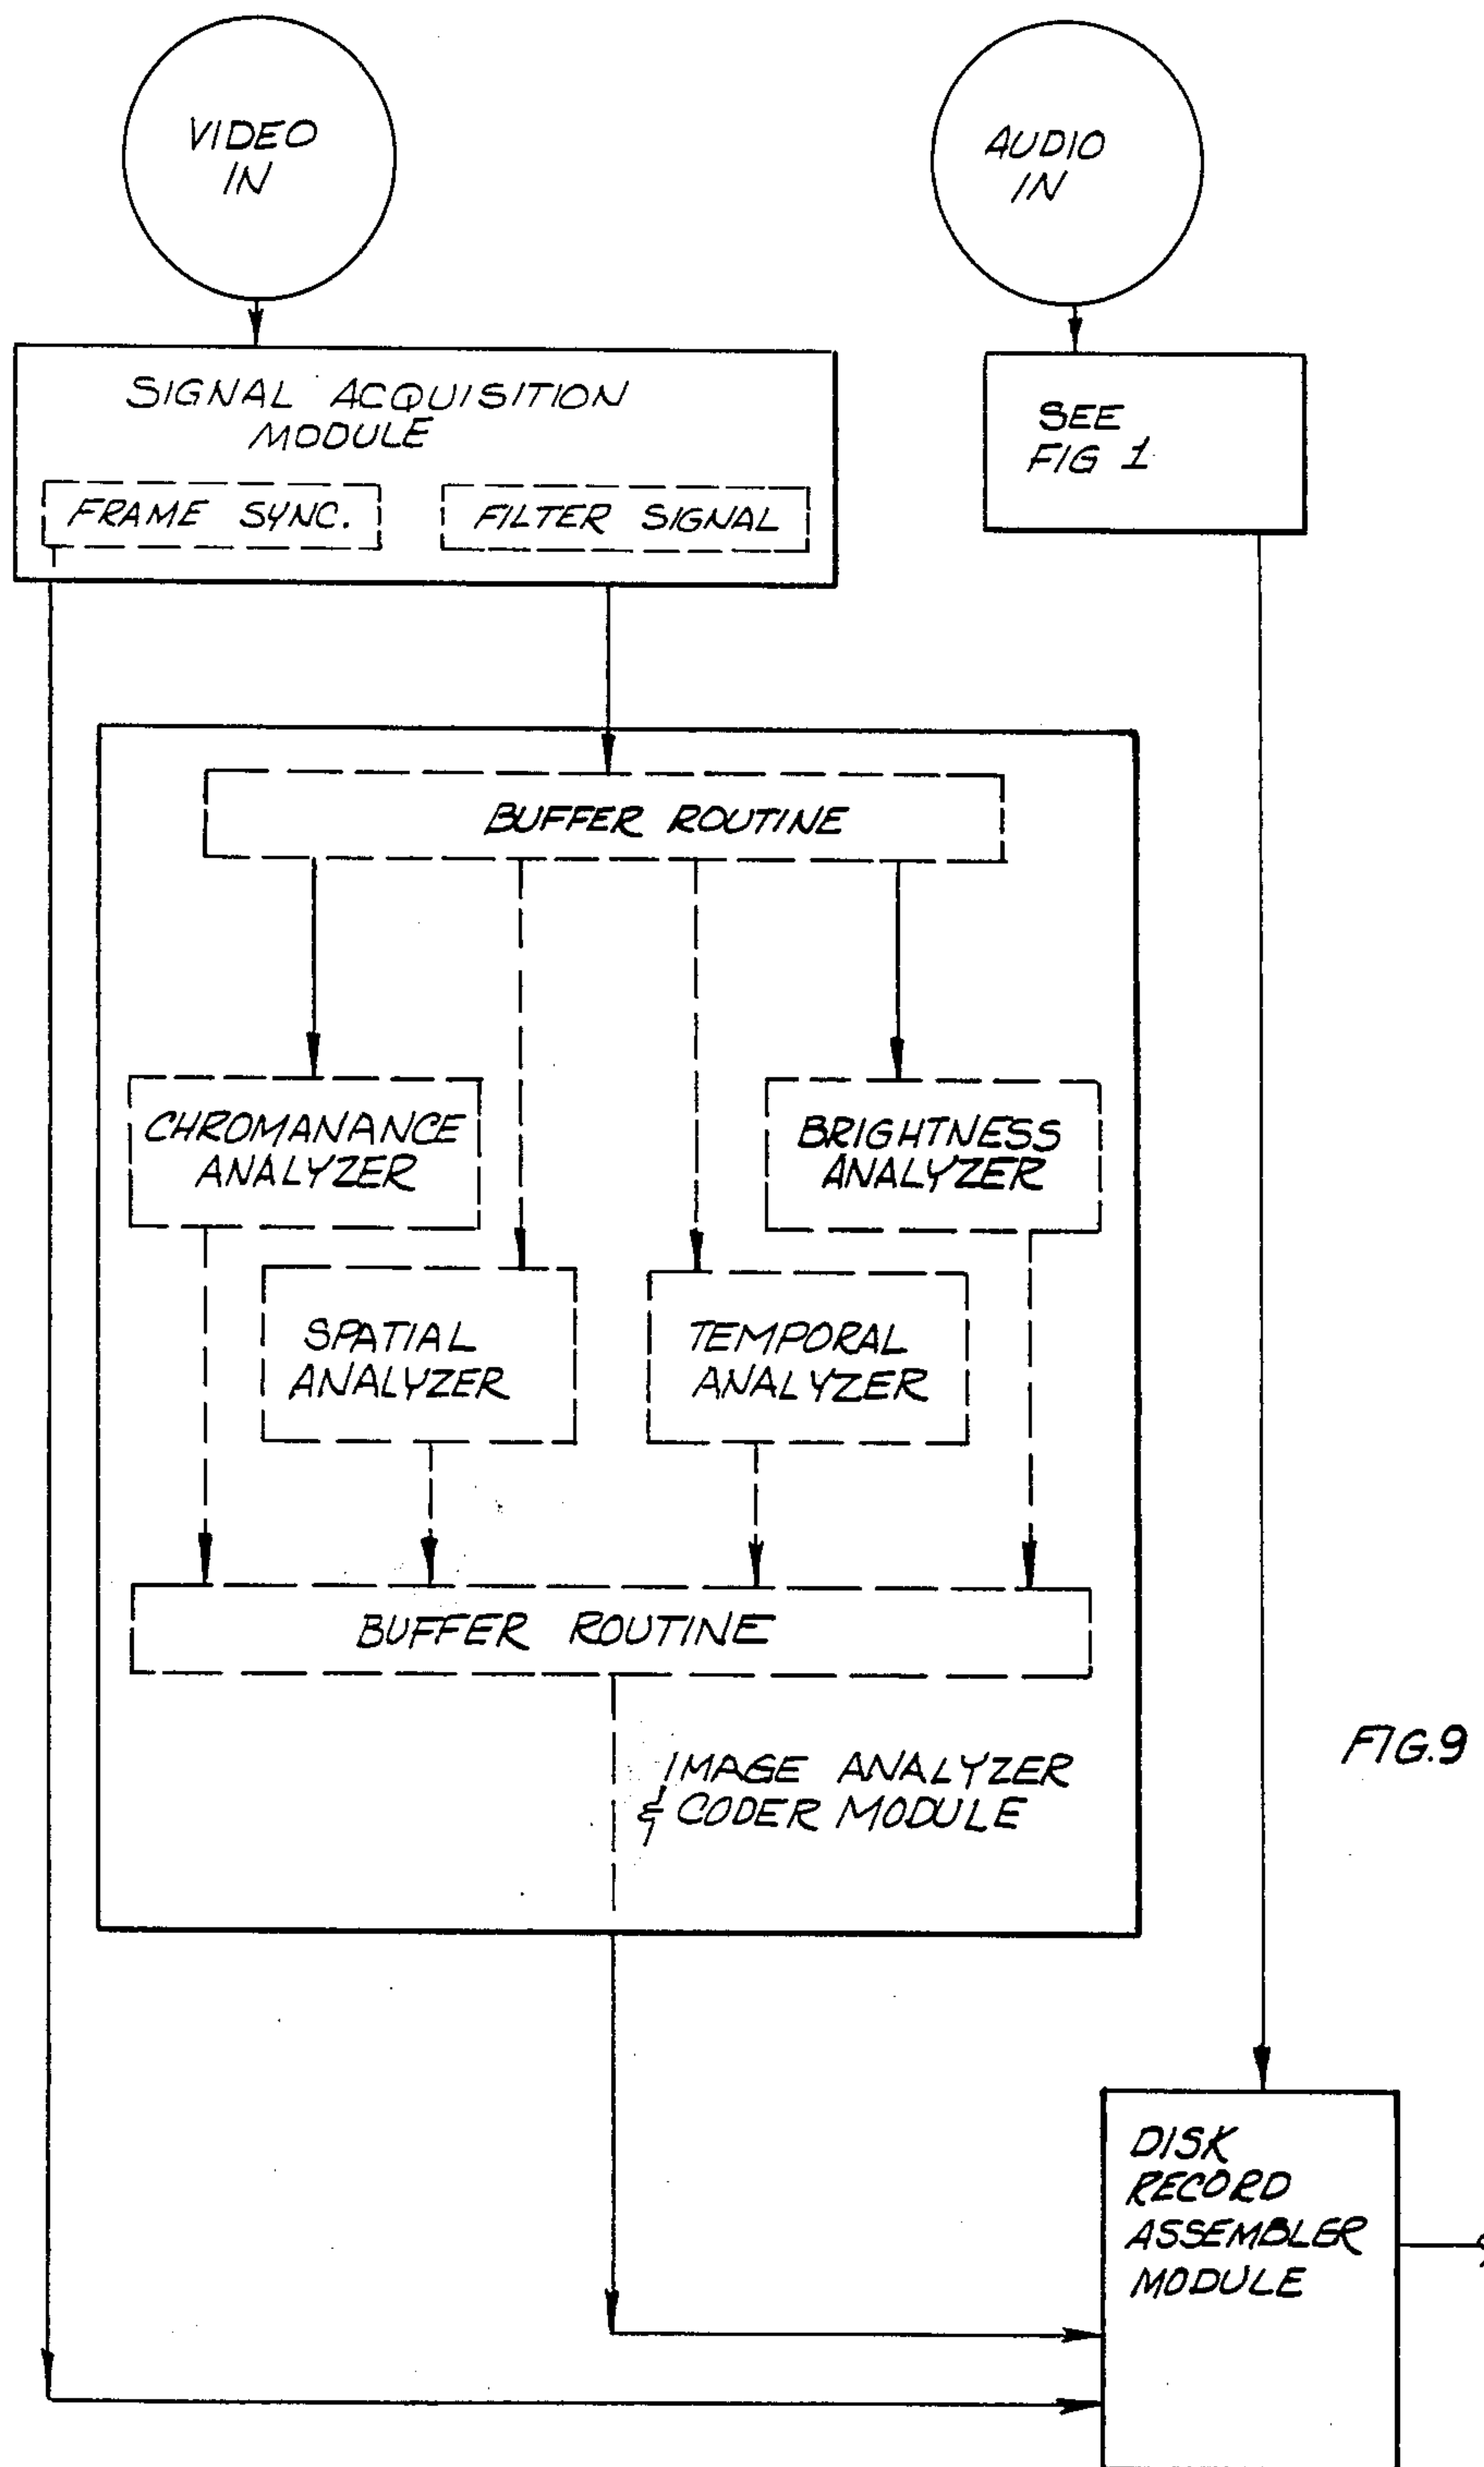 VIDEO
IN
AUDIO
IN
SIGNAL ACQUISITION
MODULE
FRAME SYNC.
FILTER SIGNAL
SEE
FIG 1
BUFFER ROUTINE
CHROMANANCE
ANALYZER
BRIGHTNESS
ANALYZER
SPATIAL
ANALYZER
TEMPORAL
ANALYZER
BUFFER ROUTINE
IMAGE ANALYZER
& CODER MODULE
FIG.9
DISK
RECORD
ASSEMBLER
MODULE